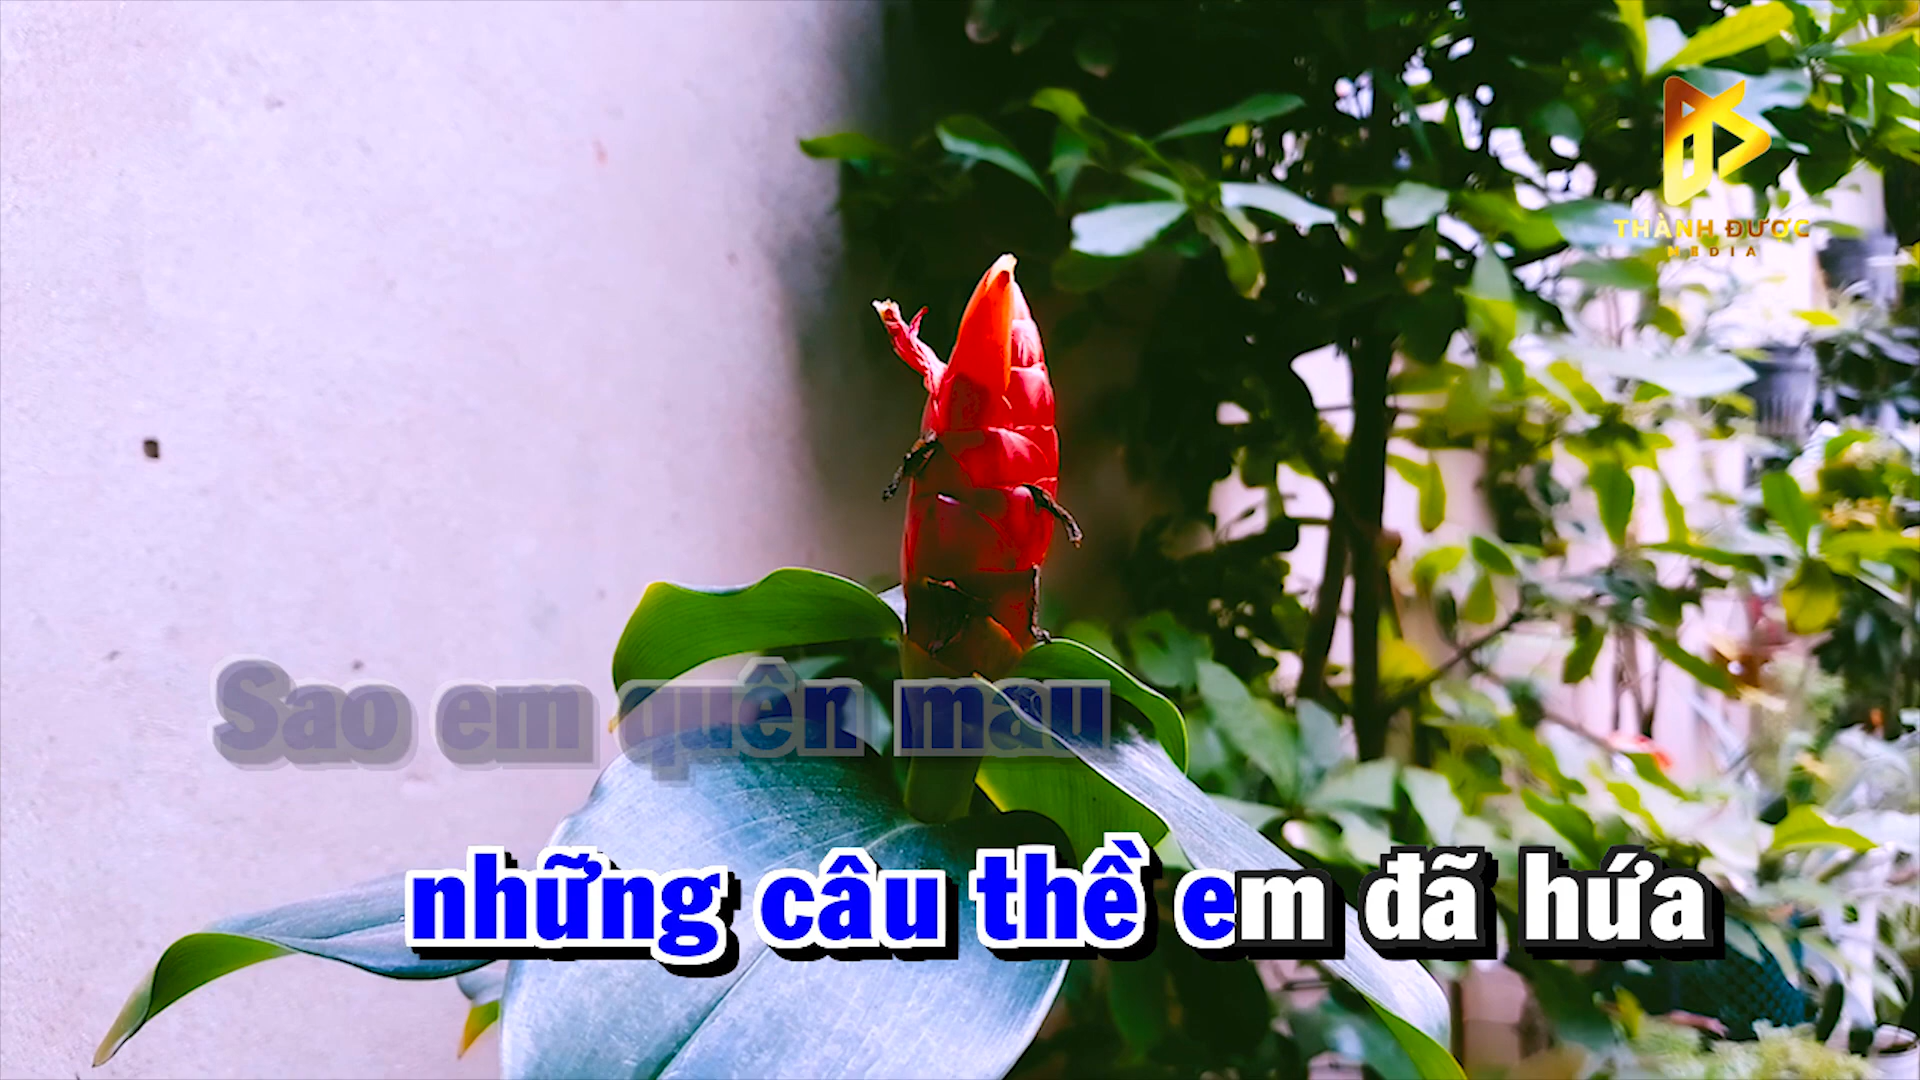 THÀNH ĐƯỢC
MEDIA
Sao em quên mau
những câu thề em đã hứa